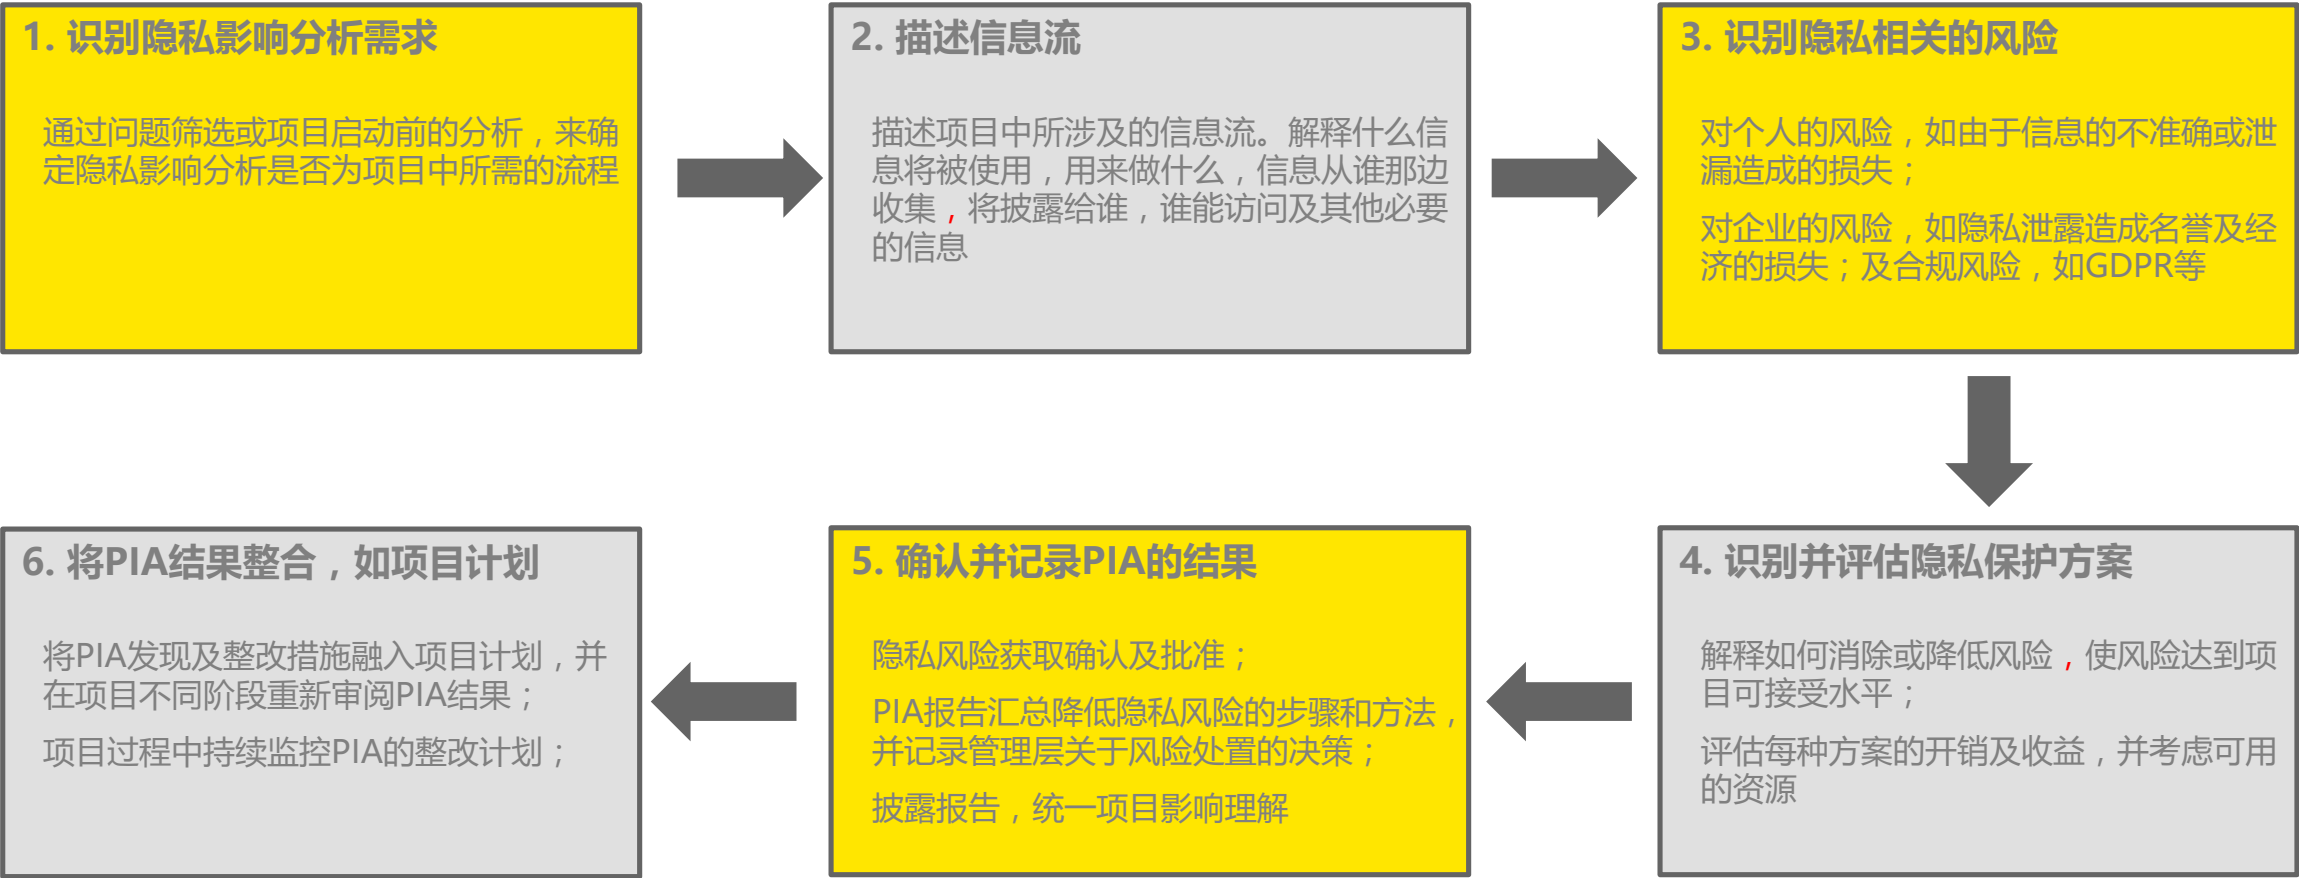 1. 识别隐私影响分析需求
通过问题筛选或项目启动前的分析，来确
定隐私影响分析是否为项目中所需的流程
2. 描述信息流
描述项目中所涉及的信息流。解释什么信
息将被使用，用来做什么，信息从谁那边
收集，将披露给谁，谁能访问及其他必要
的信息
3. 识别隐私相关的风险
对个人的风险，如由于信息的不准确或泄
漏造成的损失；
对企业的风险，如隐私泄露造成名誉及经
济的损失；及合规风险，如GDPR等
4. 识别并评估隐私保护方案
解释如何消除或降低风险，使风险达到项
目可接受水平；
评估每种方案的开销及收益，并考虑可用
的资源
5. 确认并记录PIA的结果
隐私风险获取确认及批准；
PIA报告汇总降低隐私风险的步骤和方法，
并记录管理层关于风险处置的决策；
披露报告，统一项目影响理解
6. 将PIA结果整合，如项目计划
将PIA发现及整改措施融入项目计划，并
在项目不同阶段重新审阅PIA结果；
项目过程中持续监控PIA的整改计划；